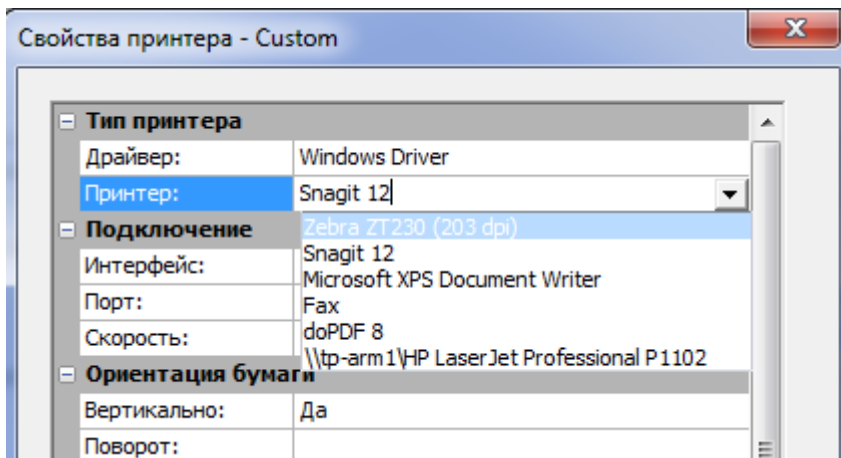 Свойства принтера - Custom
Тип принтера
Драйвер: Windows Driver
Принтер: Snagit 12
Zebra ZT230 (203 dpi)
Подключение
Snagit 12
Интерфейс:
Microsoft XPS Document Writer
Порт:
Fax
Скорость:
doPDF 8
\\tp-arm1\HP LaserJet Professional P1102
Ориентация бумаги
Вертикально: Да
Поворот: